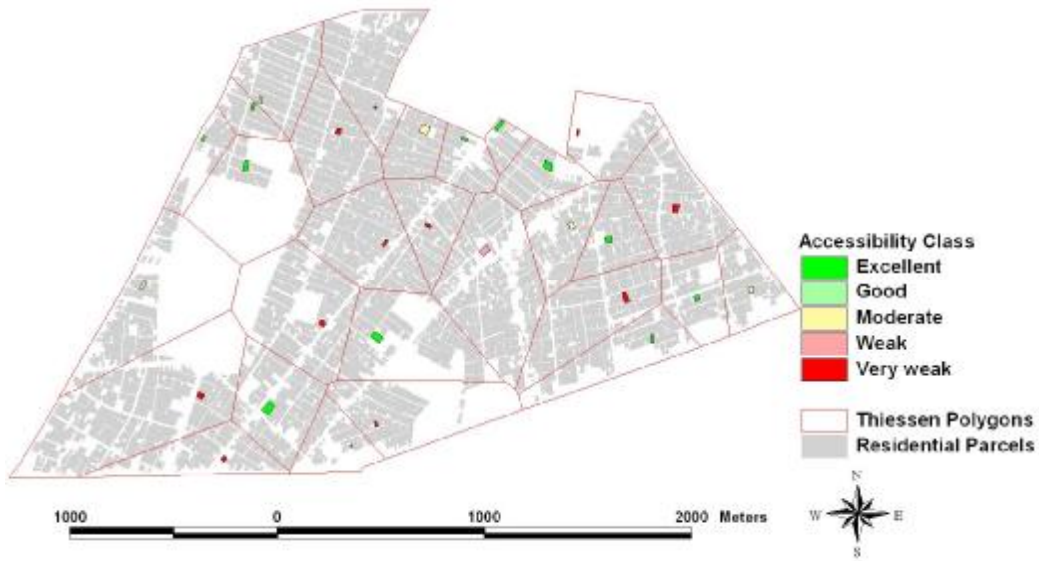 Accessibility Class
Excellent
Good
Moderate
Weak
Very weak
Thiessen Polygons
Residential Parcels
N
W E
S
1000 0 1000 2000 Meters